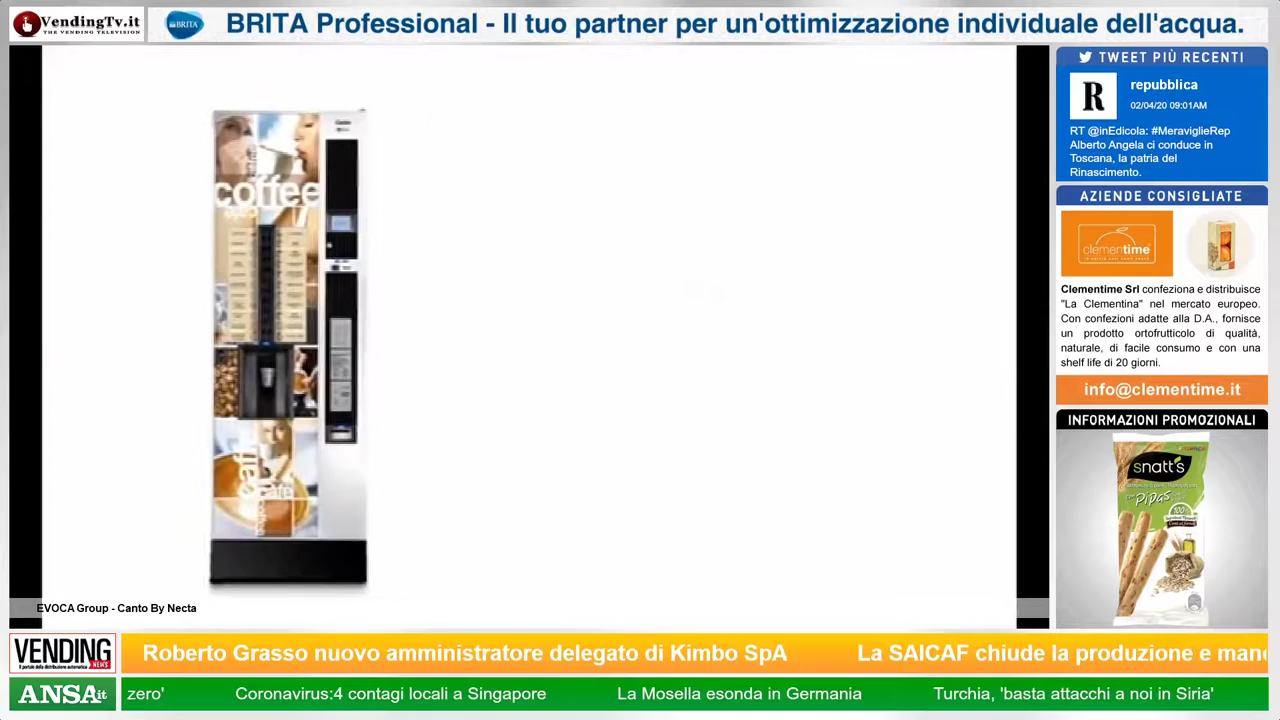 VendingTv.it
THE VENDING TELEVISION
BRITA
BRITA Professional - Il tuo partner per un'ottimizzazione individuale dell'acqua.
TWEET PIÙ RECENTI
R
repubblica
02/04/20 09:01AM
RT @inEdicola: #MeraviglieRep
Alberto Angela ci conduce in
Toscana, la patria del
Rinascimento.
AZIENDE CONSIGLIATE
clementime
Clementime Srl confeziona e distribuisce
"La Clementina" nel mercato europeo.
Con confezioni adatte alla D.A., fornisce
un prodotto ortofrutticolo di qualità,
naturale, di facile consumo e con una
shelf life di 20 giorni.
info@clementime.it
INFORMAZIONI PROMOZIONALI
snatt's
Pipas
100%
coffee
EVOCA Group - Canto By Necta
VENDING
NEWS
Il portale della distribuzione automatica
Roberto Grasso nuovo amministratore delegato di Kimbo SpA La SAICAF chiude la produzione e man
ANSA.it
zero' Coronavirus:4 contagi locali a Singapore La Mosella esonda in Germania Turchia, 'basta attacchi a noi in Siria'